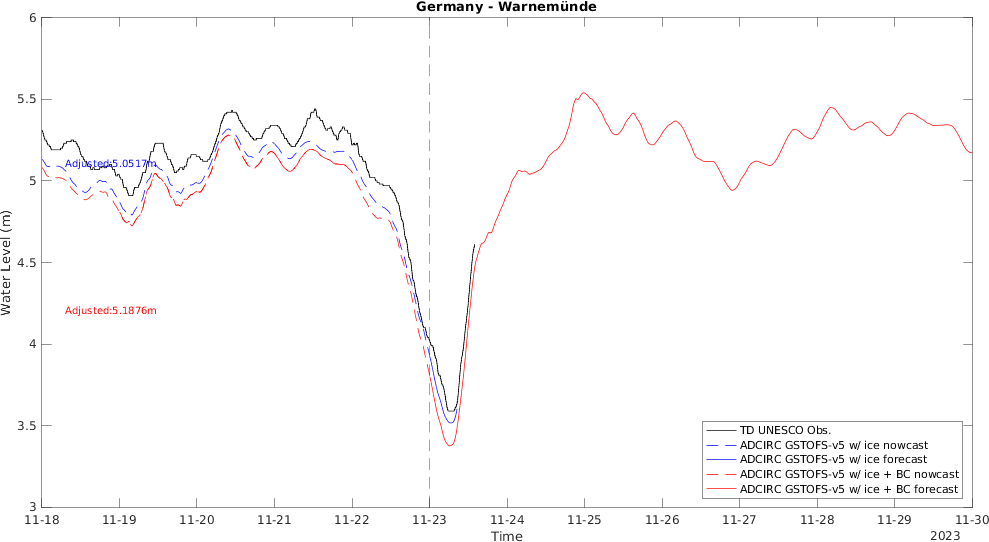 Germany - Warnemünde
6
5.5
5
4.5
4
3.5
3
Water Level (m)
Adjusted:5.0517m
Adjusted:5.1876m
TD UNESCO Obs.
ADCIRC GSTOFS-v5 w/ ice nowcast
ADCIRC GSTOFS-v5 w/ ice forecast
ADCIRC GSTOFS-v5 w/ ice + BC nowcast
ADCIRC GSTOFS-v5 w/ ice + BC forecast
11-18 11-19 11-20 11-21 11-22 11-23 11-24 11-25 11-26 11-27 11-28 11-29 11-30
Time
2023